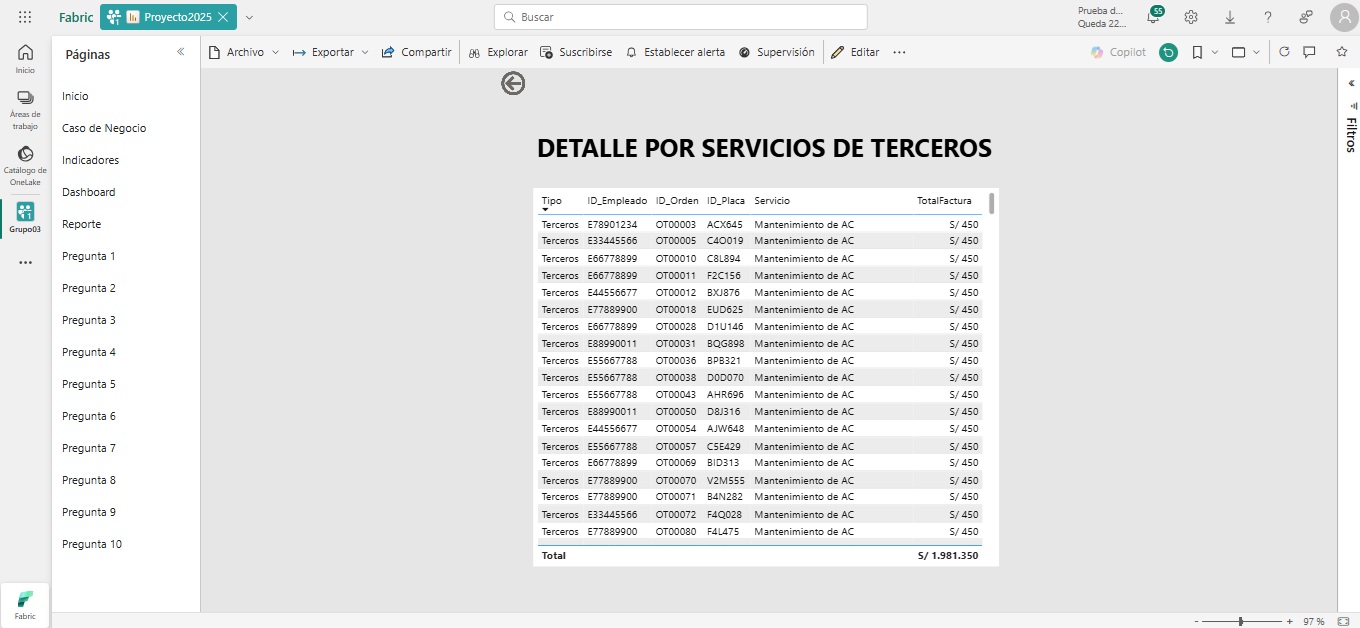 Fabric
Proyecto2025
Buscar
Prueba d...
Queda 22...
55
Inicio
Áreas de
trabajo
Catálogo de
OneLake
Grupo03
Fabric
Páginas
Inicio
Caso de Negocio
Indicadores
Dashboard
Reporte
Pregunta 1
Pregunta 2
Pregunta 3
Pregunta 4
Pregunta 5
Pregunta 6
Pregunta 7
Pregunta 8
Pregunta 9
Pregunta 10
Archivo Exportar Compartir Explorar Suscribirse Establecer alerta Supervisión Editar ... Copilot
DETALLE POR SERVICIOS DE TERCEROS
Tipo ID_Empleado ID_Orden ID_Placa Servicio TotalFactura
Terceros E78901234 OT00003 ACX645 Mantenimiento de AC S/ 450
Terceros E33445566 OT00005 C4O019 Mantenimiento de AC S/ 450
Terceros E66778899 OT00010 C8L894 Mantenimiento de AC S/ 450
Terceros E66778899 OT00011 F2C156 Mantenimiento de AC S/ 450
Terceros E44556677 OT00012 BXJ876 Mantenimiento de AC S/ 450
Terceros E77889900 OT00018 EUD625 Mantenimiento de AC S/ 450
Terceros E66778899 OT00028 D1U146 Mantenimiento de AC S/ 450
Terceros E88990011 OT00031 BQG898 Mantenimiento de AC S/ 450
Terceros E55667788 OT00036 BPB321 Mantenimiento de AC S/ 450
Terceros E55667788 OT00038 D0D070 Mantenimiento de AC S/ 450
Terceros E55667788 OT00043 AHR696 Mantenimiento de AC S/ 450
Terceros E88990011 OT00050 D8J316 Mantenimiento de AC S/ 450
Terceros E44556677 OT00054 AJW648 Mantenimiento de AC S/ 450
Terceros E55667788 OT00057 C5E429 Mantenimiento de AC S/ 450
Terceros E66778899 OT00069 BID313 Mantenimiento de AC S/ 450
Terceros E77889900 OT00070 V2M555 Mantenimiento de AC S/ 450
Terceros E77889900 OT00071 B4N282 Mantenimiento de AC S/ 450
Terceros E33445566 OT00072 F4Q028 Mantenimiento de AC S/ 450
Terceros E77889900 OT00080 F4L475 Mantenimiento de AC S/ 450
Total S/ 1.981.350
Filtros
- + 97 %